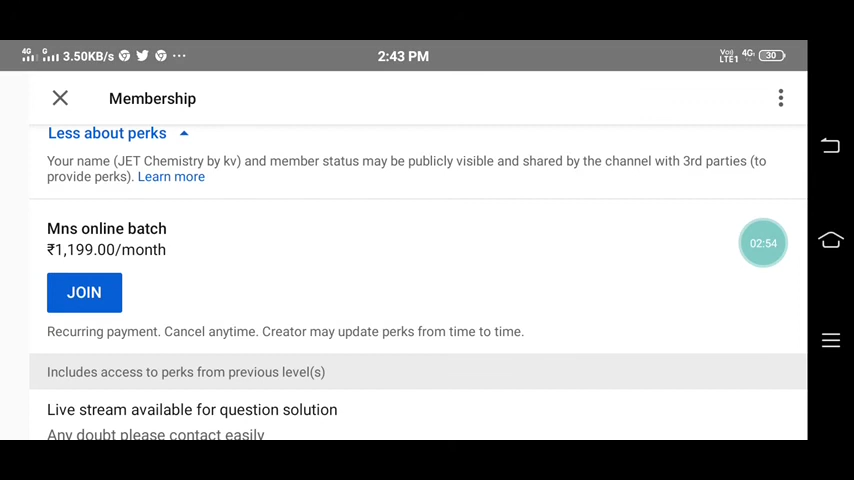 4G G 3.50KB/s ... 2:43 PM Vo) LTE1 4G 30
Membership
Less about perks
Your name (JET Chemistry by kv) and member status may be publicly visible and shared by the channel with 3rd parties (to
provide perks). Learn more
Mns online batch
₹1,199.00/month
02:54
JOIN
Recurring payment. Cancel anytime. Creator may update perks from time to time.
Includes access to perks from previous level(s)
Live stream available for question solution
Any doubt please contact easily